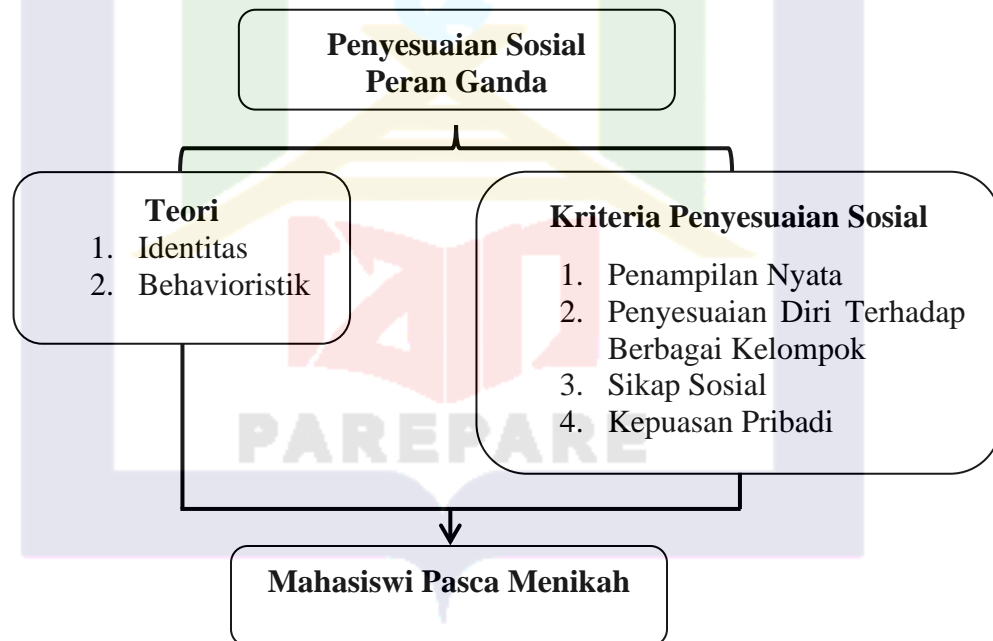 Penyesuaian Sosial
Peran Ganda
Teori
1. Identitas
2. Behavioristik
Kriteria Penyesuaian Sosial
1. Penampilan Nyata
2. Penyesuaian Diri Terhadap
Berbagai Kelompok
3. Sikap Sosial
4. Kepuasan Pribadi
PAREPARE
Mahasiswi Pasca Menikah